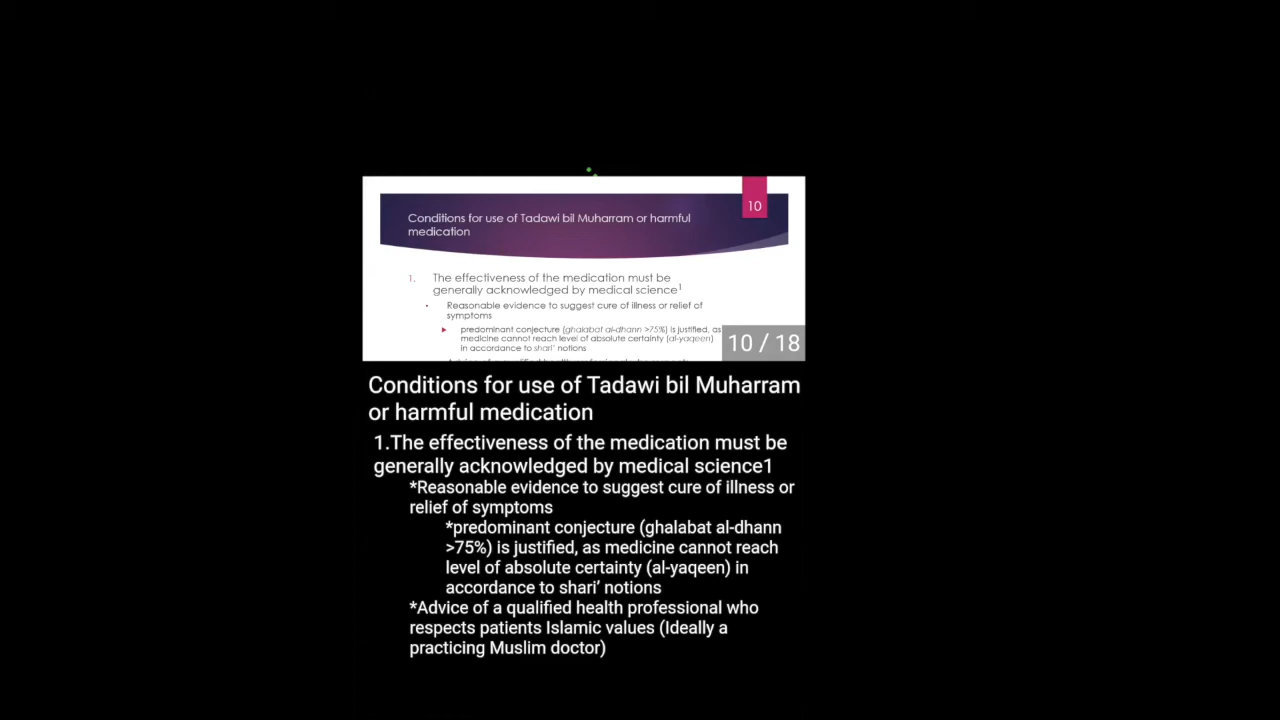 10
Conditions for use of Tadawi bil Muharram or harmful
medication
1. The effectiveness of the medication must be
generally acknowledged by medical science1
• Reasonable evidence to suggest cure of illness or relief of
symptoms
predominant conjecture (ghalabat al-dhann >75%) is justified, as
medicine cannot reach level of absolute certainty (al-yaqeen)
in accordance to shari’ notions
10 / 18
Conditions for use of Tadawi bil Muharram
or harmful medication
1.The effectiveness of the medication must be
generally acknowledged by medical science1
*Reasonable evidence to suggest cure of illness or
relief of symptoms
*predominant conjecture (ghalabat al-dhann
>75%) is justified, as medicine cannot reach
level of absolute certainty (al-yaqeen) in
accordance to shari’ notions
*Advice of a qualified health professional who
respects patients Islamic values (Ideally a
practicing Muslim doctor)